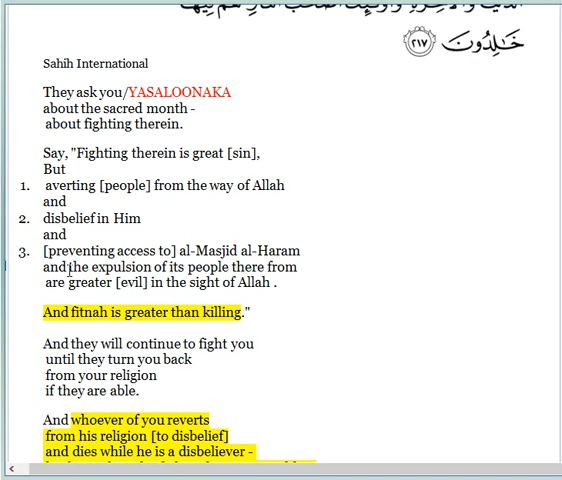 خَـٰلِدُونَ ٢١٧
Sahih International
They ask you/YASALOONAKA
about the sacred month -
about fighting therein.
Say, "Fighting therein is great [sin],
But
1. averting [people] from the way of Allah
and
2. disbelief in Him
and
3. [preventing access to] al-Masjid al-Haram
and the expulsion of its people there from
are greater [evil] in the sight of Allah .
And fitnah is greater than killing."
And they will continue to fight you
until they turn you back
from your religion
if they are able.
And whoever of you reverts
from his religion [to disbelief]
and dies while he is a disbeliever -